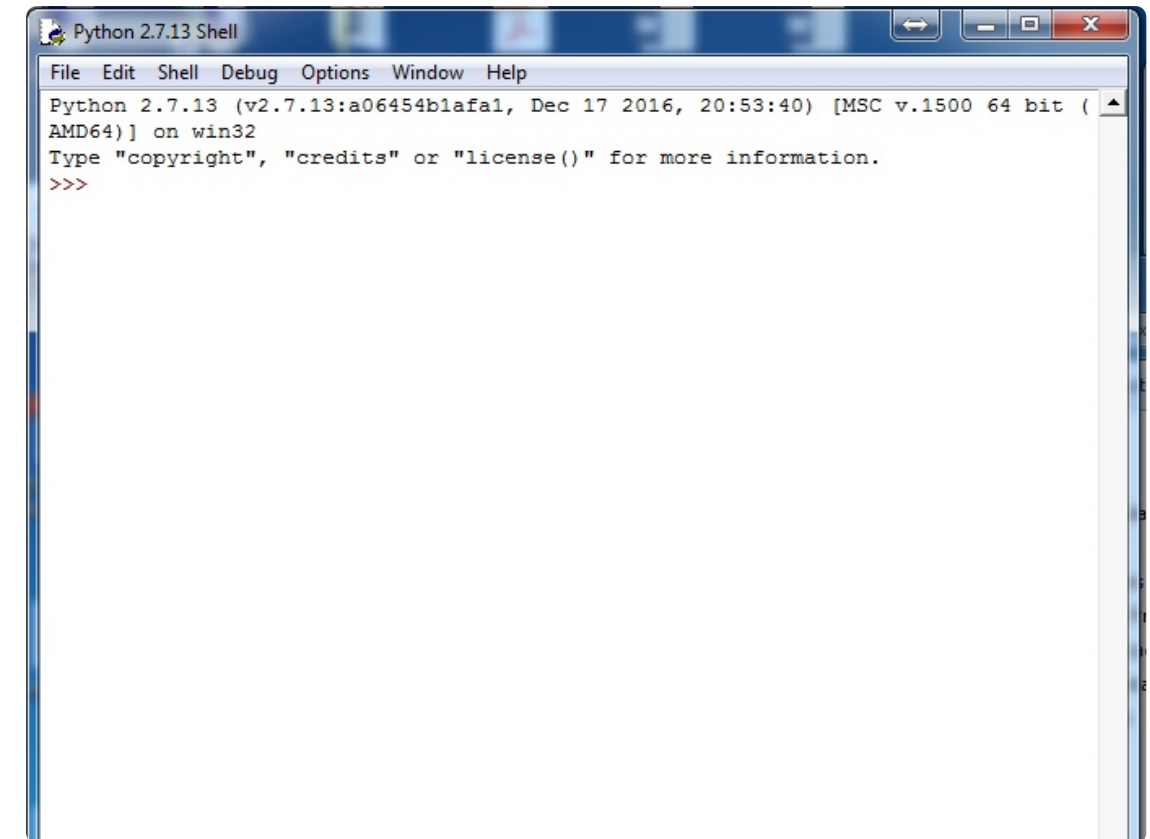 Python 2.7.13 Shell
File Edit Shell Debug Options Window Help
Python 2.7.13 (v2.7.13:a06454b1afa1, Dec 17 2016, 20:53:40) [MSC v.1500 64 bit (
AMD64)] on win32
Type "copyright", "credits" or "license()" for more information.
>>>